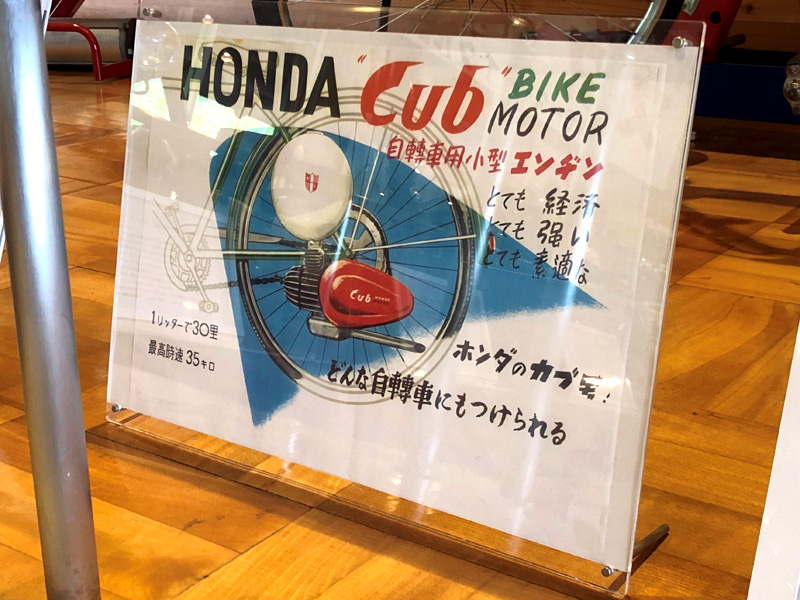 HONDA "Cub" BIKE MOTOR
自轉車用小型エンヂン
とても 経済
とても 强い
とても 素適な
Cub HONDA
1リッターで30里
最高時速 35キロ
ホンダのカブ号!
どんな自轉車にもつけられる